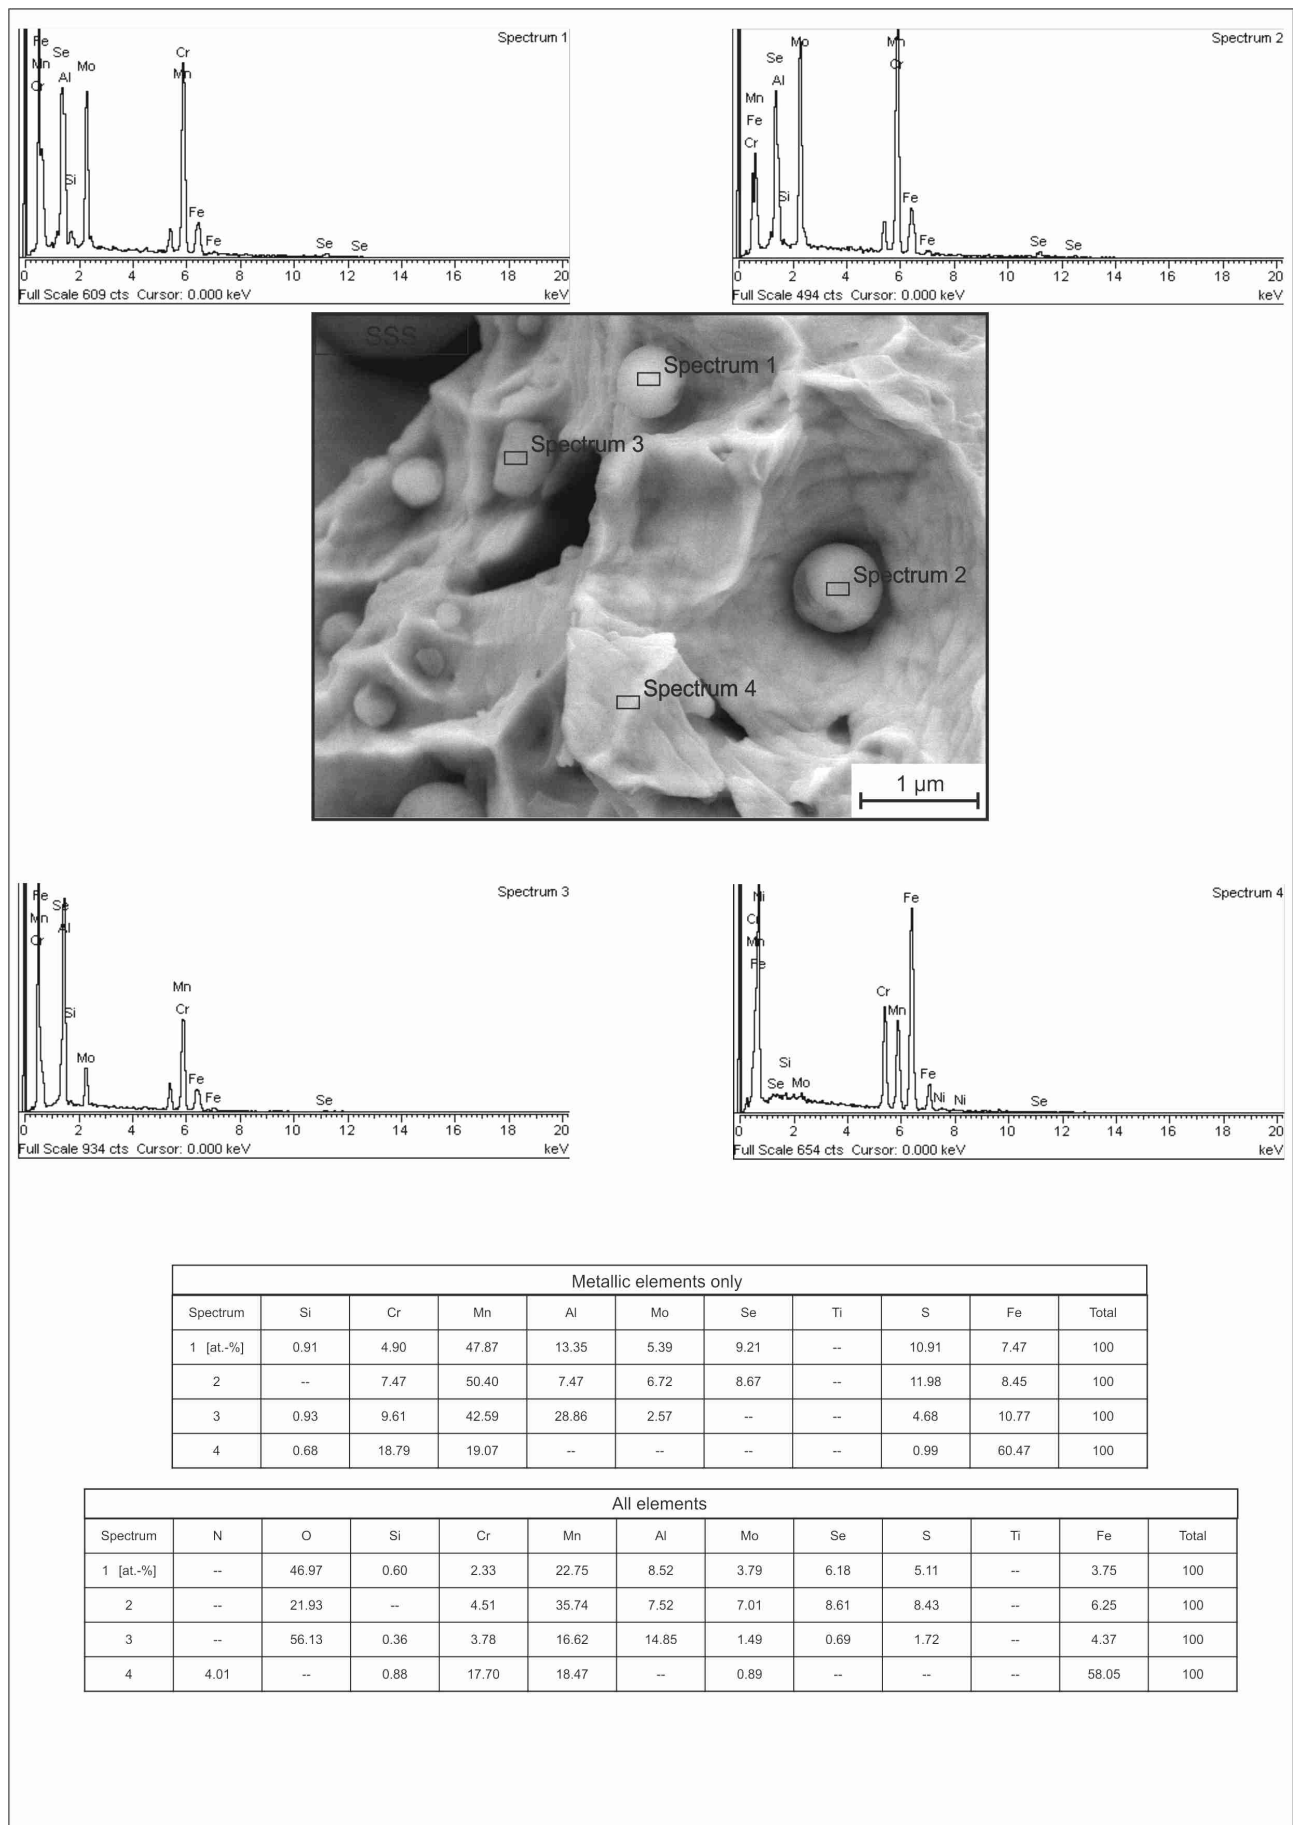 Spectrum 1
Fe
Se
Mn
Mo
Al
Cr
Si
Cr
Mn
Fe
Fe
Se
Se
0 2 4 6 8 10 12 14 16 18 20
Full Scale 609 cts Cursor: 0.000 keV keV
Spectrum 2
Mo
Se
Al
Mn
Fe
Cr
Si
Mn
Cr
Fe
Fe
Se
Se
0 2 4 6 8 10 12 14 16 18 20
Full Scale 494 cts Cursor: 0.000 keV keV
SSS
Spectrum 1
Spectrum 3
Spectrum 2
Spectrum 4
1 µm
Spectrum 3
Fe
Se
Mn
Al
Cr
Si
Mo
Mn
Cr
Fe
Fe
Se
0 2 4 6 8 10 12 14 16 18 20
Full Scale 934 cts Cursor: 0.000 keV keV
Spectrum 4
Ni
Cr
Mn
Fe
Si
Se
Mo
Fe
Cr
Mn
Fe
Ni
Ni
Se
0 2 4 6 8 10 12 14 16 18 20
Full Scale 654 cts Cursor: 0.000 keV keV
Metallic elements only
Spectrum Si Cr Mn Al Mo Se Ti S Fe Total
1 [at.-%] 0.91 4.90 47.87 13.35 5.39 9.21 -- 10.91 7.47 100
2 -- 7.47 50.40 7.47 6.72 8.67 -- 11.98 8.45 100
3 0.93 9.61 42.59 28.86 2.57 -- -- 4.68 10.77 100
4 0.68 18.79 19.07 -- -- -- -- 0.99 60.47 100
All elements
Spectrum N O Si Cr Mn Al Mo Se S Ti Fe Total
1 [at.-%] -- 46.97 0.60 2.33 22.75 8.52 3.79 6.18 5.11 -- 3.75 100
2 -- 21.93 -- 4.51 35.74 7.52 7.01 8.61 8.43 -- 6.25 100
3 -- 56.13 0.36 3.78 16.62 14.85 1.49 0.69 1.72 -- 4.37 100
4 4.01 -- 0.88 17.70 18.47 -- 0.89 -- -- -- 58.05 100